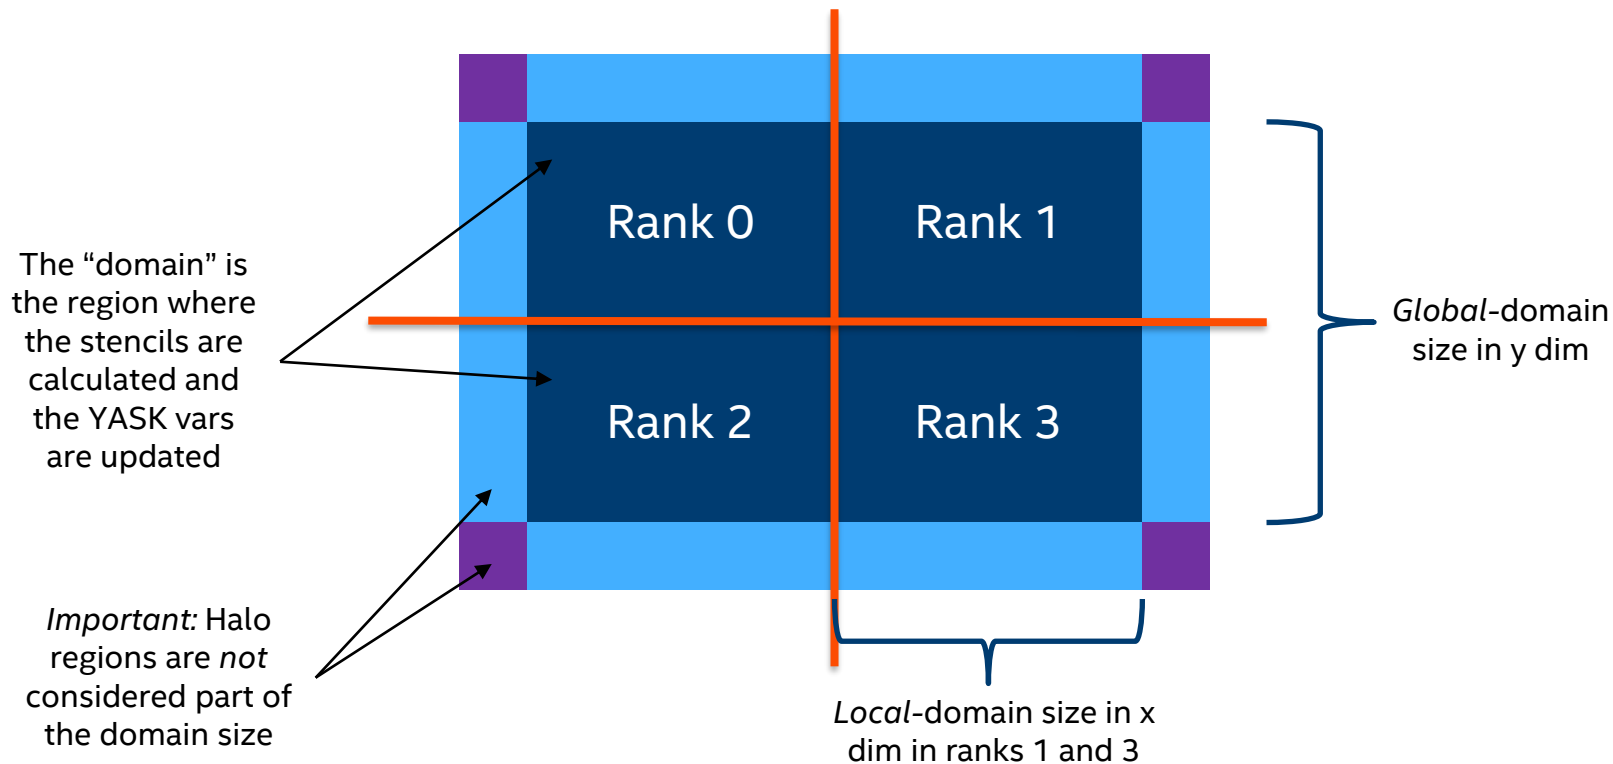 Rank 0
Rank 1
The “domain” is
the region where
the stencils are
calculated and
the YASK vars
are updated
Global-domain
size in y dim
Rank 2
Rank 3
Important: Halo
regions are not
considered part of
the domain size
Local-domain size in x
dim in ranks 1 and 3